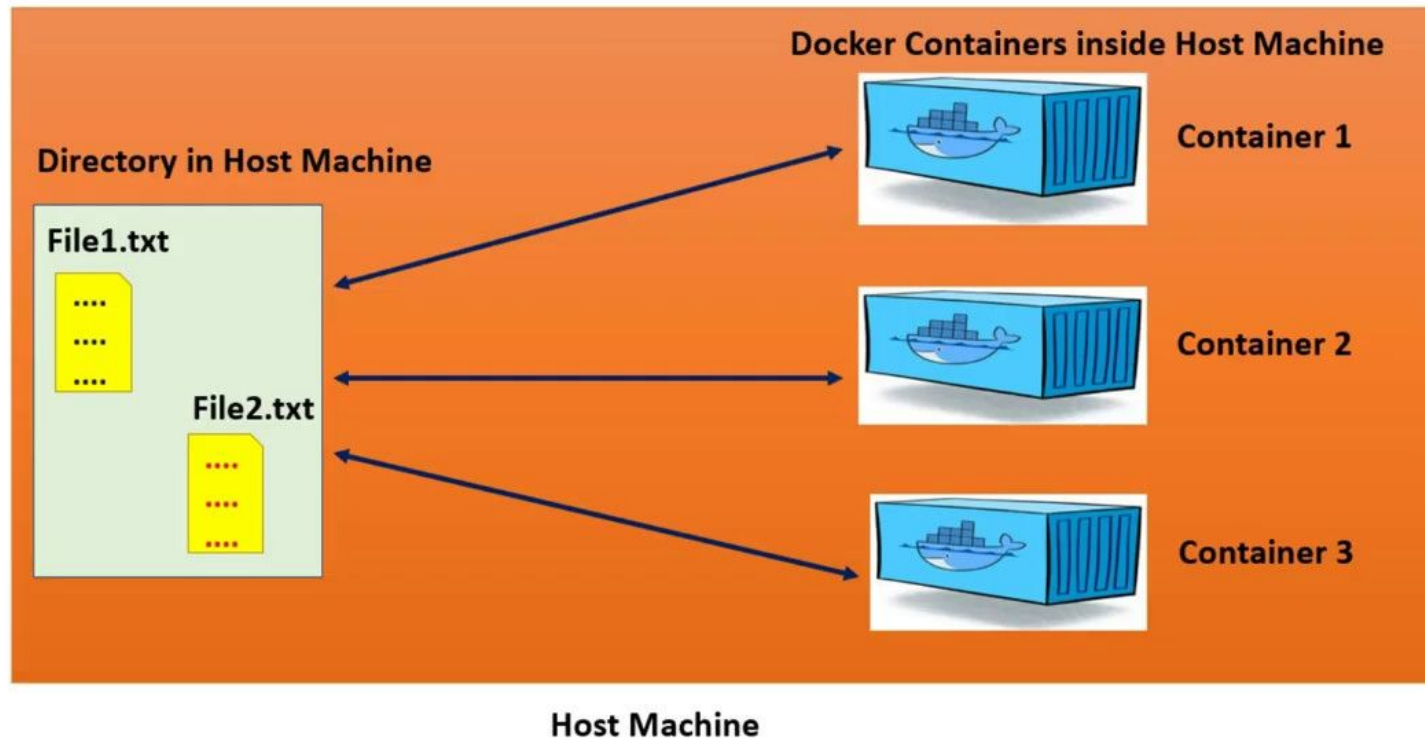 Docker Containers inside Host Machine
Container 1
Directory in Host Machine
File1.txt
....
....
....
Container 2
File2.txt
....
....
....
Container 3
Host Machine